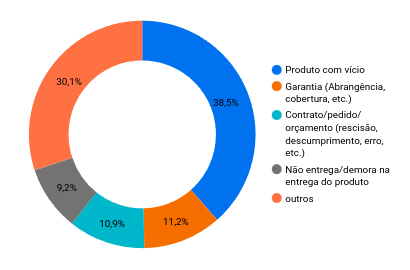 30,1%
38,5%
9,2%
10,9%
11,2%
Produto com vício
Garantia (Abrangência,
cobertura, etc.)
Contrato/pedido/
orçamento (rescisão,
descumprimento, erro,
etc.)
Não entrega/demora na
entrega do produto
outros